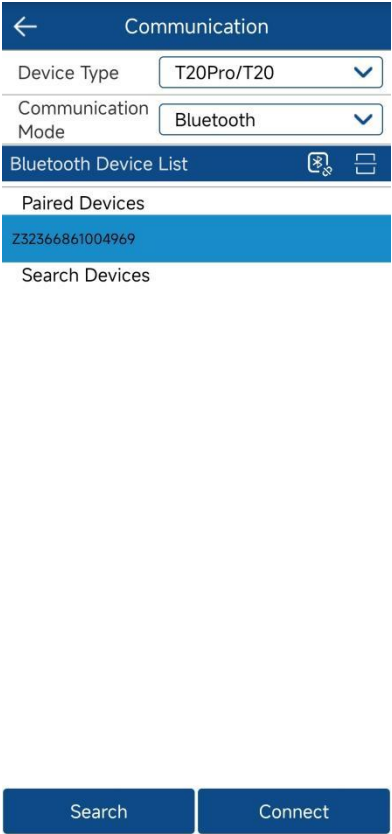 Communication
Device Type
T20Pro/T20
Communication
Mode
Bluetooth
Bluetooth Device List
Paired Devices
Z32366861004969
Search Devices
Search
Connect